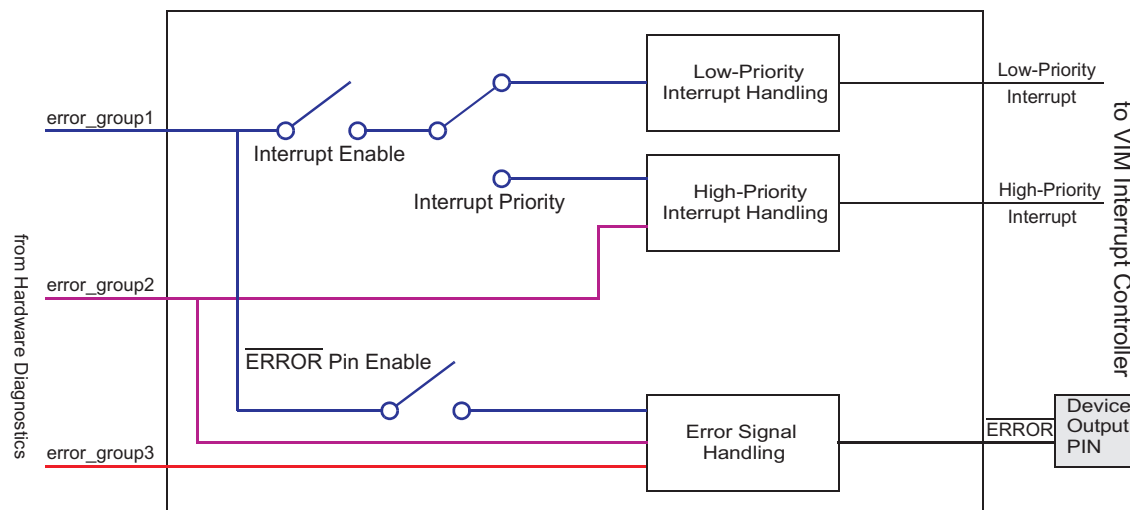 Low-Priority
Interrupt Handling
Low-Priority
Interrupt
error_group1
Interrupt Enable
High-Priority
Interrupt Handling
High-Priority
Interrupt
Interrupt Priority
to VIM Interrupt Controller
from Hardware Diagnostics
error_group2
ERROR Pin Enable
Error Signal
Handling
ERROR
Device
Output
PIN
error_group3